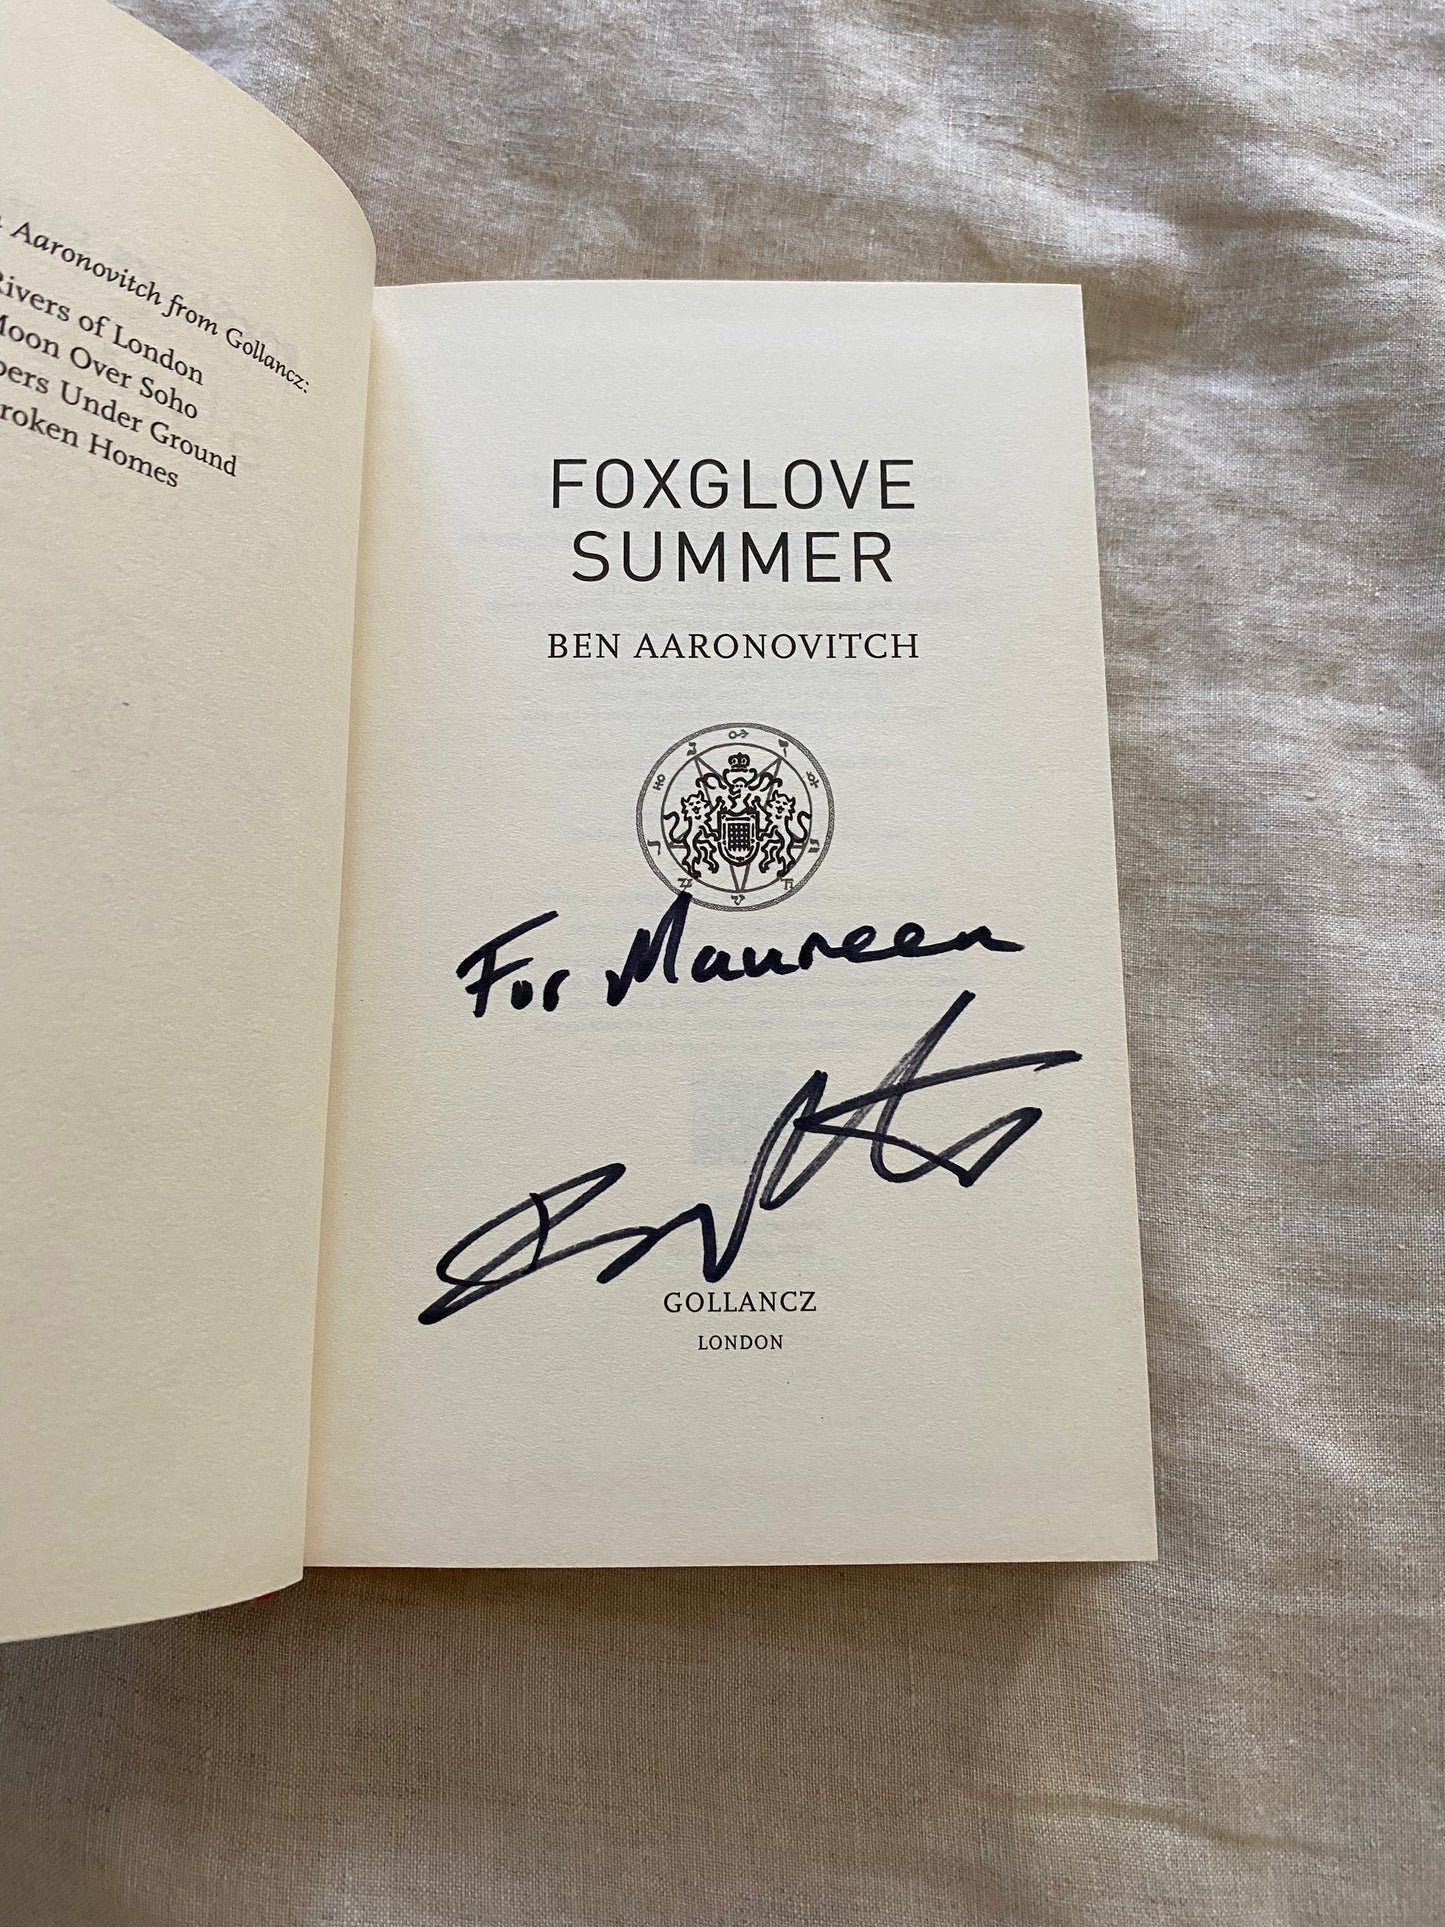 Aaronovitch from Gollancz:
Rivers of London
Moon Over Soho
Under Ground
Broken Homes
FOXGLOVE
SUMMER
BEN AARONOVITCH
For Maureen
GOLLANCZ
LONDON